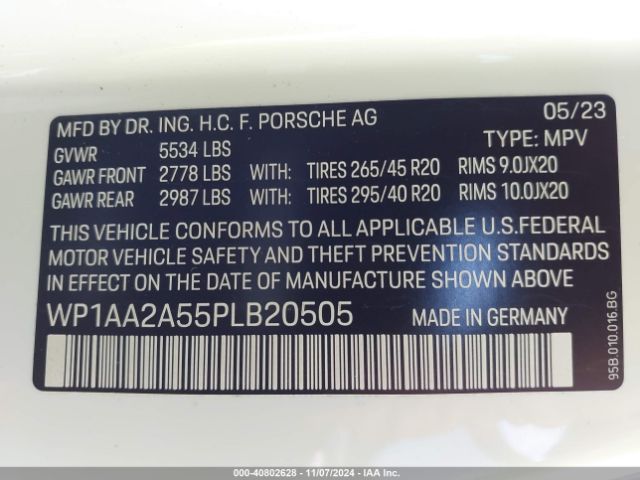 MFD BY DR. ING. H.C. F. PORSCHE AG 05/23
GVWR 5534 LBS TYPE: MPV
GAWR FRONT 2778 LBS WITH: TIRES 265/45 R20 RIMS 9.0JX20
GAWR REAR 2987 LBS WITH: TIRES 295/40 R20 RIMS 10.0JX20
THIS VEHICLE CONFORMS TO ALL APPLICABLE U.S.FEDERAL
MOTOR VEHICLE SAFETY AND THEFT PREVENTION STANDARDS
IN EFFECT ON THE DATE OF MANUFACTURE SHOWN ABOVE
WP1AA2A55PLB20505 MADE IN GERMANY
95B.010.016.BG
000-40802628 - 11/07/2024 - IAA Inc. (IAA)